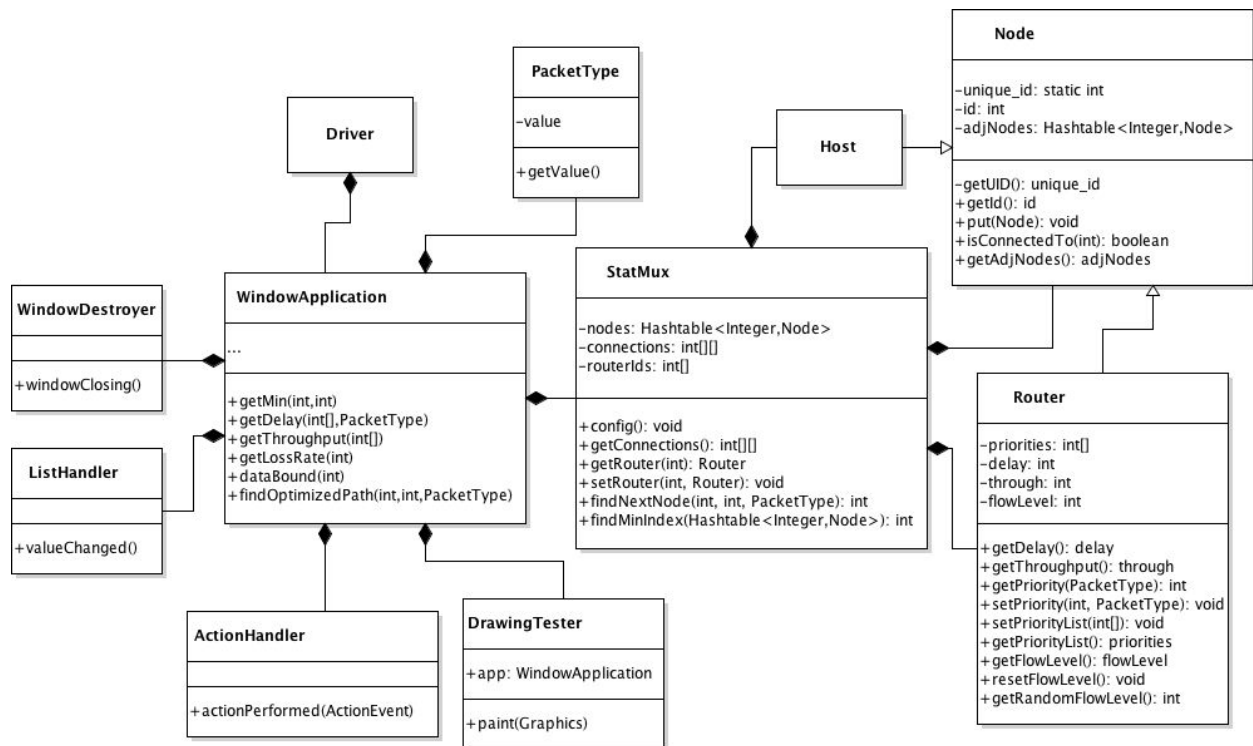 Node
-unique_id: static int
-id: int
-adjNodes: Hashtable<Integer,Node>
-getUID(): unique_id
+getId(): id
+put(Node): void
+isConnectedTo(int): boolean
+getAdjNodes(): adjNodes
PacketType
-value
+getValue()
Driver
Host
WindowDestroyer
+windowClosing()
WindowApplication
...
+getMin(int,int)
+getDelay(int[],PacketType)
+getThroughput(int[])
+getLossRate(int)
+dataBound(int)
+findOptimizedPath(int,int,PacketType)
StatMux
-nodes: Hashtable<Integer,Node>
-connections: int[][]
-routerIds: int[]
+config(): void
+getConnections(): int[][]
+getRouter(int): Router
+setRouter(int, Router): void
+findNextNode(int, int, PacketType): int
+findMinIndex(Hashtable<Integer,Node>): int
Router
-priorities: int[]
-delay: int
-through: int
-flowLevel: int
+getDelay(): delay
+getThroughput(): through
+getPriority(PacketType): int
+setPriority(int, PacketType): void
+setPriorityList(int[]): void
+getPriorityList(): priorities
+getFlowLevel(): flowLevel
+resetFlowLevel(): void
+getRandomFlowLevel(): int
ListHandler
+valueChanged()
ActionHandler
+actionPerformed(ActionEvent)
DrawingTester
+app: WindowApplication
+paint(Graphics)